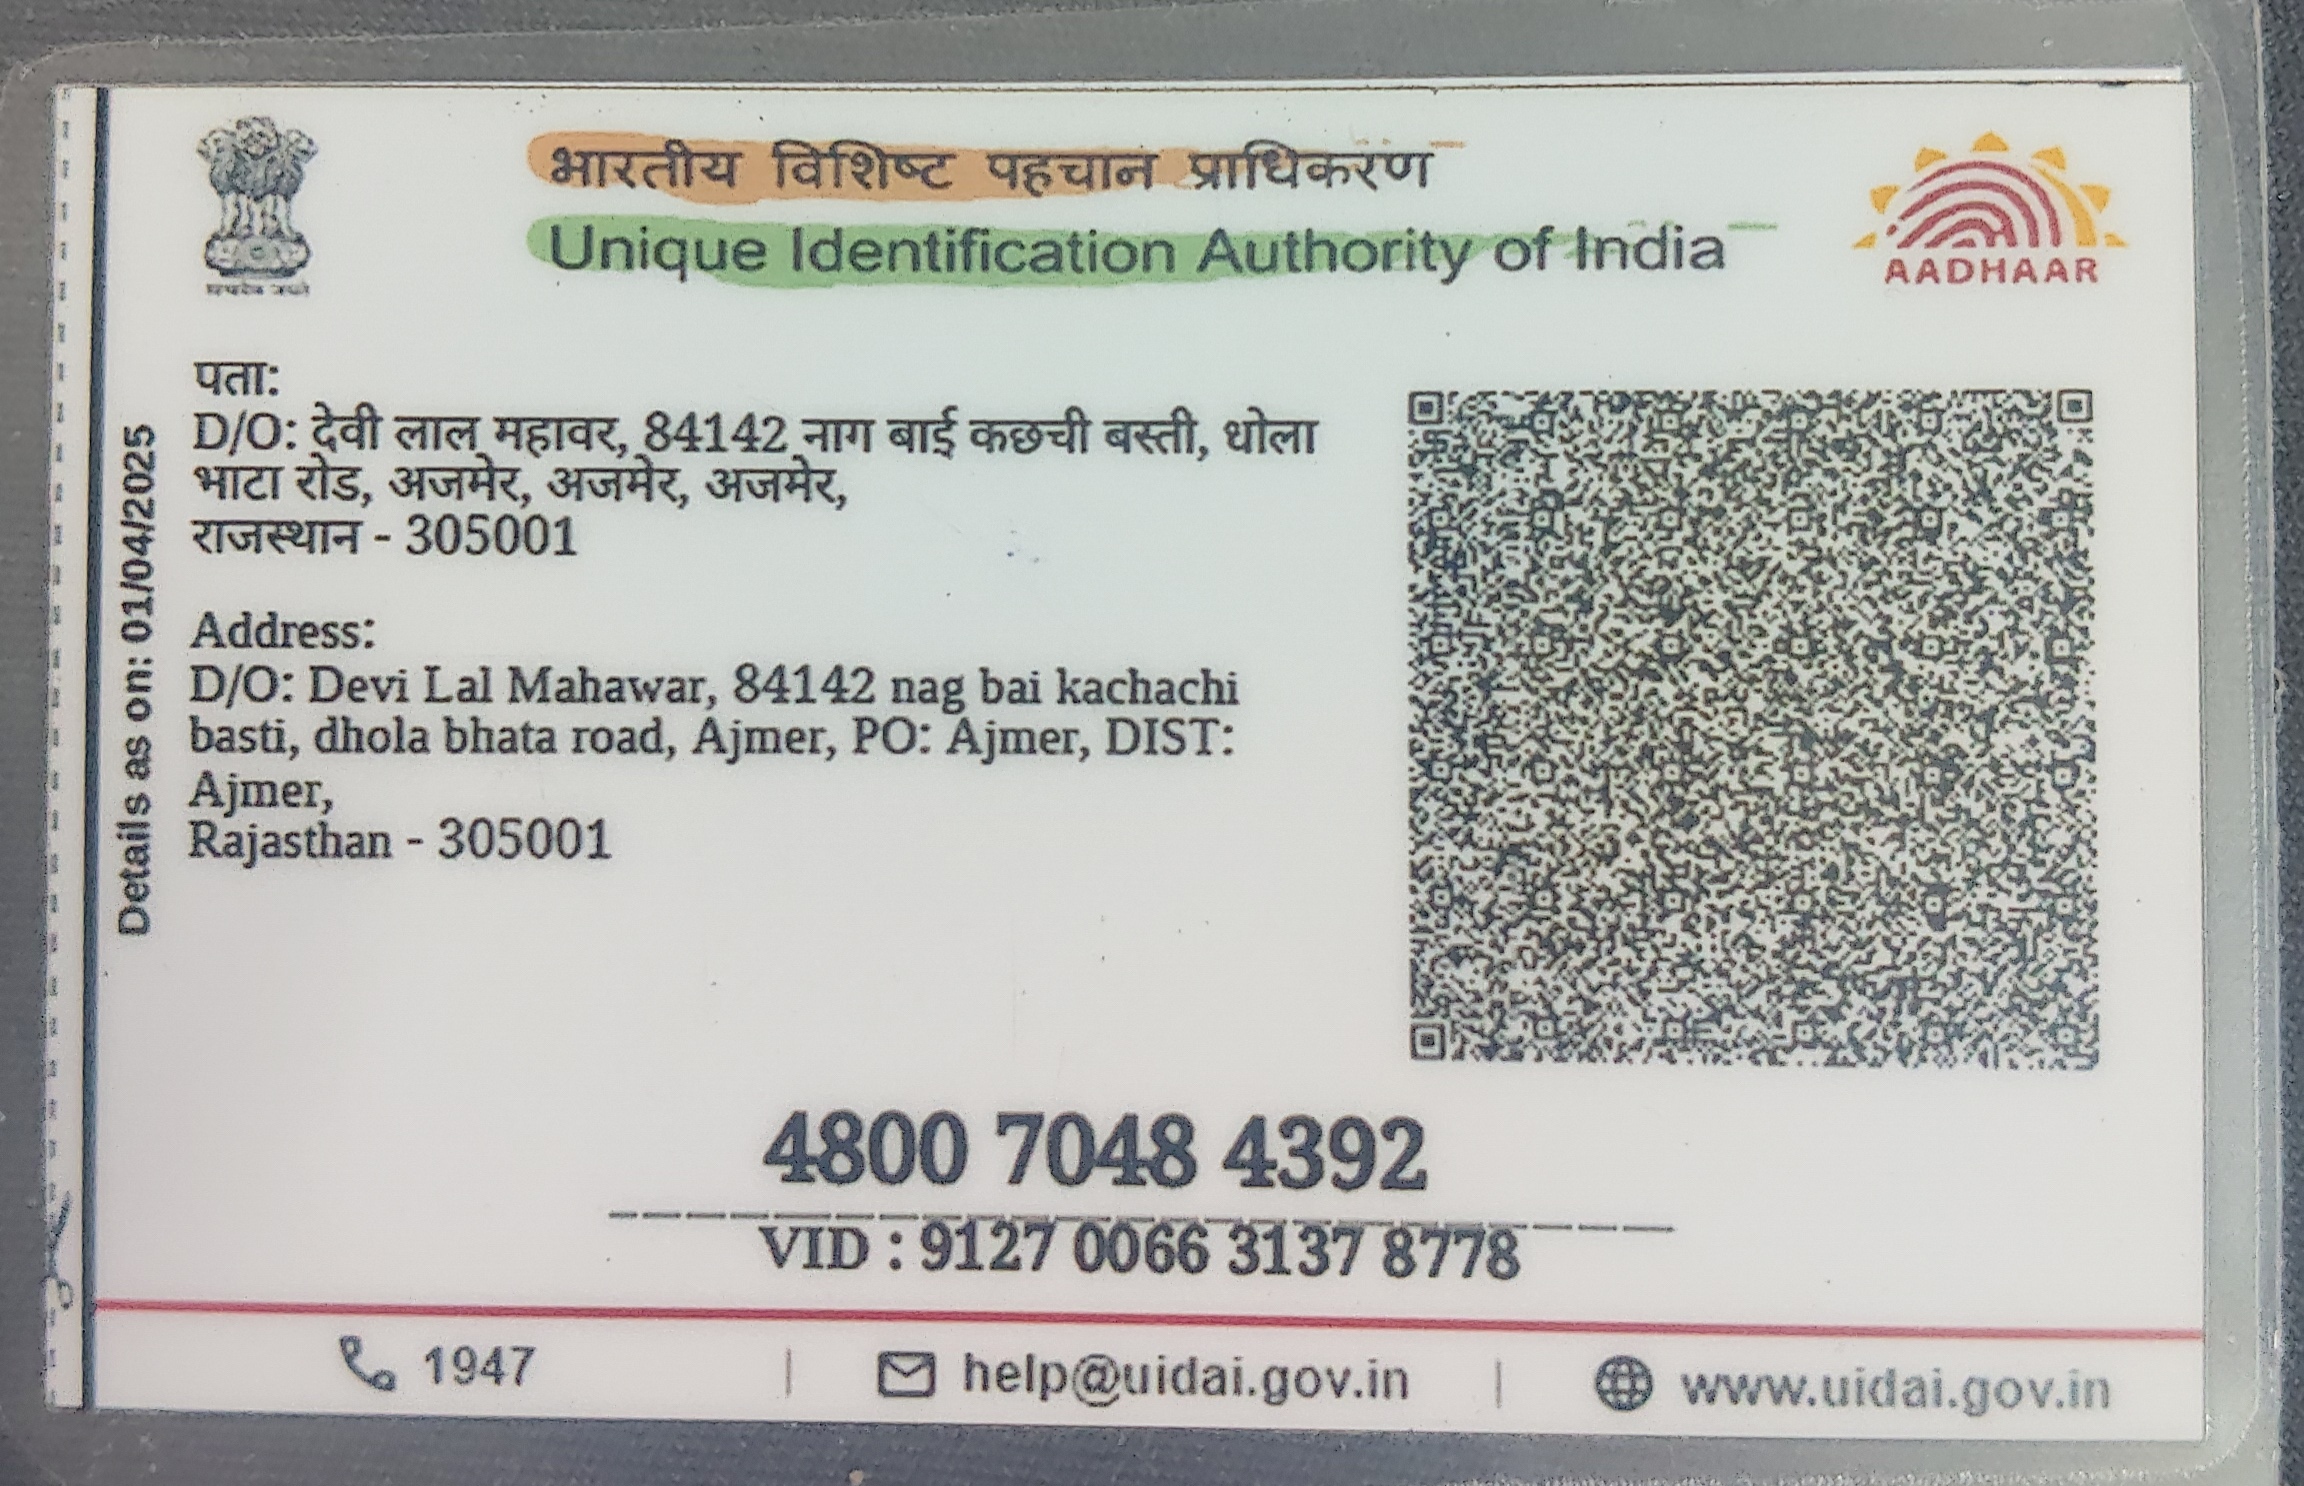 भारतीय विशिष्ट पहचान प्राधिकरण
Unique Identification Authority of India
AADHAAR
Details as on: 01/04/2025
पता:
D/O: देवी लाल महावर, 84142 नाग बाई कछची बस्ती, धोला
भाटा रोड, अजमेर, अजमेर, अजमेर,
राजस्थान - 305001
Address:
D/O: Devi Lal Mahawar, 84142 nag bai kachachi
basti, dhola bhata road, Ajmer, PO: Ajmer, DIST:
Ajmer,
Rajasthan - 305001
4800 7048 4392
VID : 9127 0066 3137 8778
1947
help@uidai.gov.in
www.uidai.gov.in